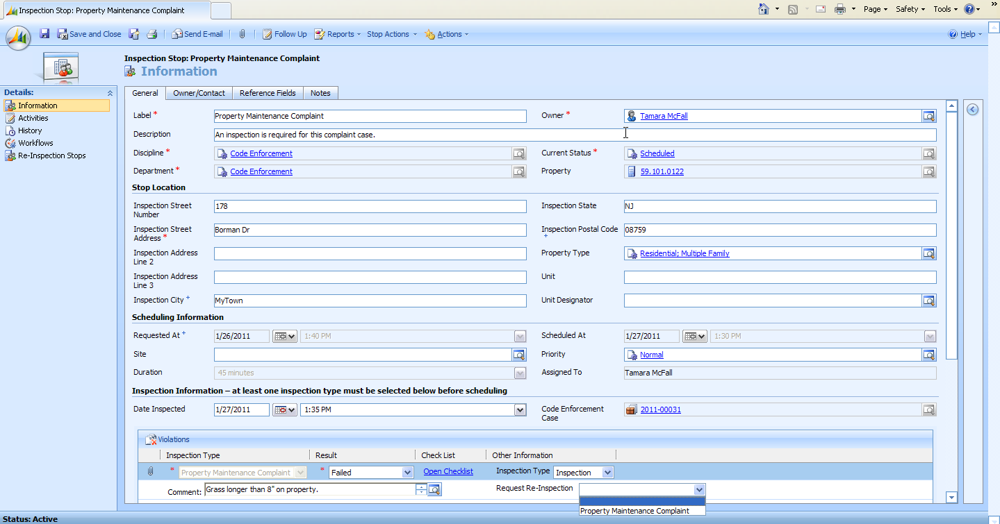 Inspection Stop: Property Maintenance Complaint
Page Safety Tools »
Save and Close Send E-mail Follow Up Reports Stop Actions Actions Help
Inspection Stop: Property Maintenance Complaint
Information
Details:
Information
Activities
History
Workflows
Re-Inspection Stops
General Owner/Contact Reference Fields Notes
Label * Property Maintenance Complaint Owner * Tamara McFall
Description An inspection is required for this complaint case.
Discipline * Code Enforcement Current Status * Scheduled
Department * Code Enforcement Property 59.101.0122
Stop Location
Inspection Street Number 178 Inspection State NJ
Inspection Street Address * Borman Dr Inspection Postal Code + 08759
Inspection Address Line 2 Property Type Residential; Multiple Family
Inspection Address Line 3 Unit
Inspection City + MyTown Unit Designator
Scheduling Information
Requested At + 1/26/2011 1:40 PM Scheduled At 1/27/2011 1:30 PM
Site Priority Normal
Duration 45 minutes Assigned To Tamara McFall
Inspection Information – at least one inspection type must be selected below before scheduling
Date Inspected 1/27/2011 1:35 PM Code Enforcement Case 2011-00031
Violations
Inspection Type Result Check List Other Information
* Property Maintenance Complaint * Failed Open Checklist Inspection Type Inspection
Comment: Grass longer than 8" on property. Request Re-Inspection
Property Maintenance Complaint
Status: Active